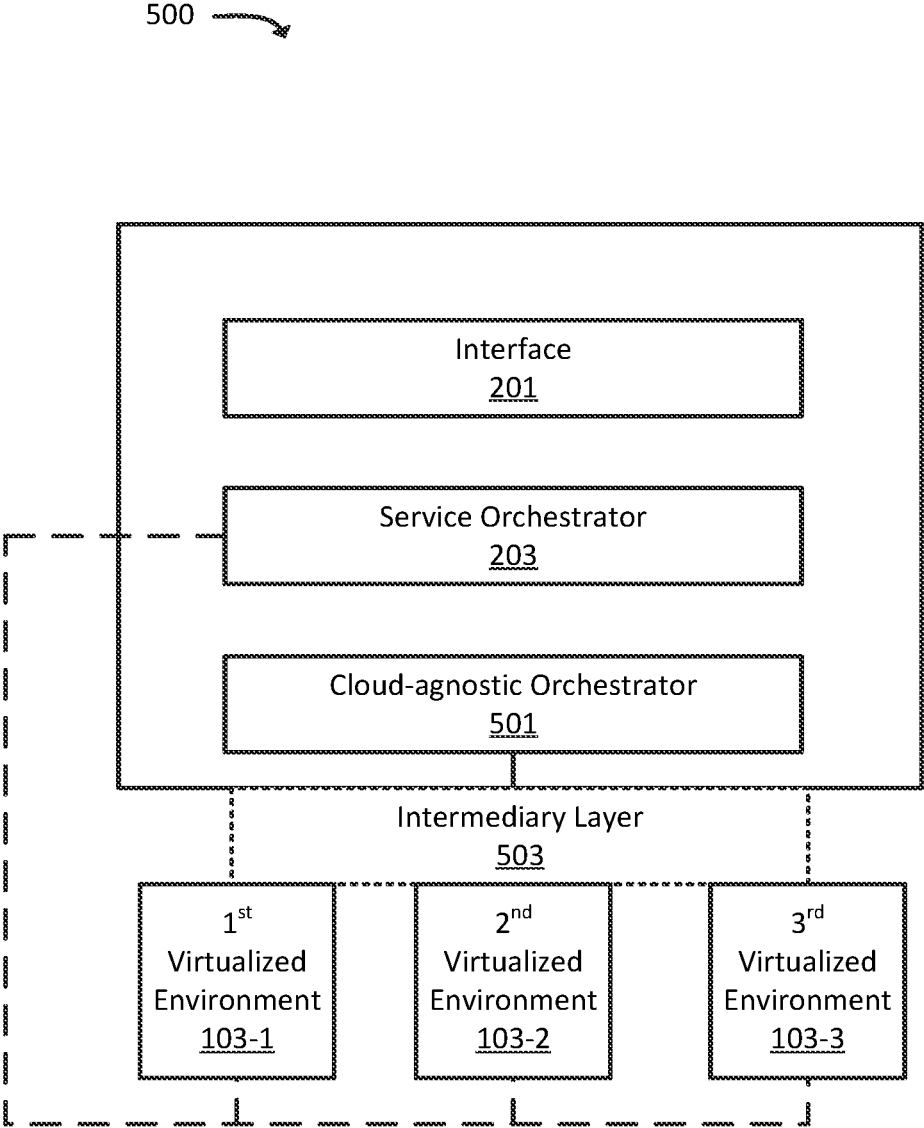 500
Interface
201
Service Orchestrator
203
Cloud-agnostic Orchestrator
501
Intermediary Layer
503
1st
Virtualized
Environment
103-1
2nd
Virtualized
Environment
103-2
3rd
Virtualized
Environment
103-3